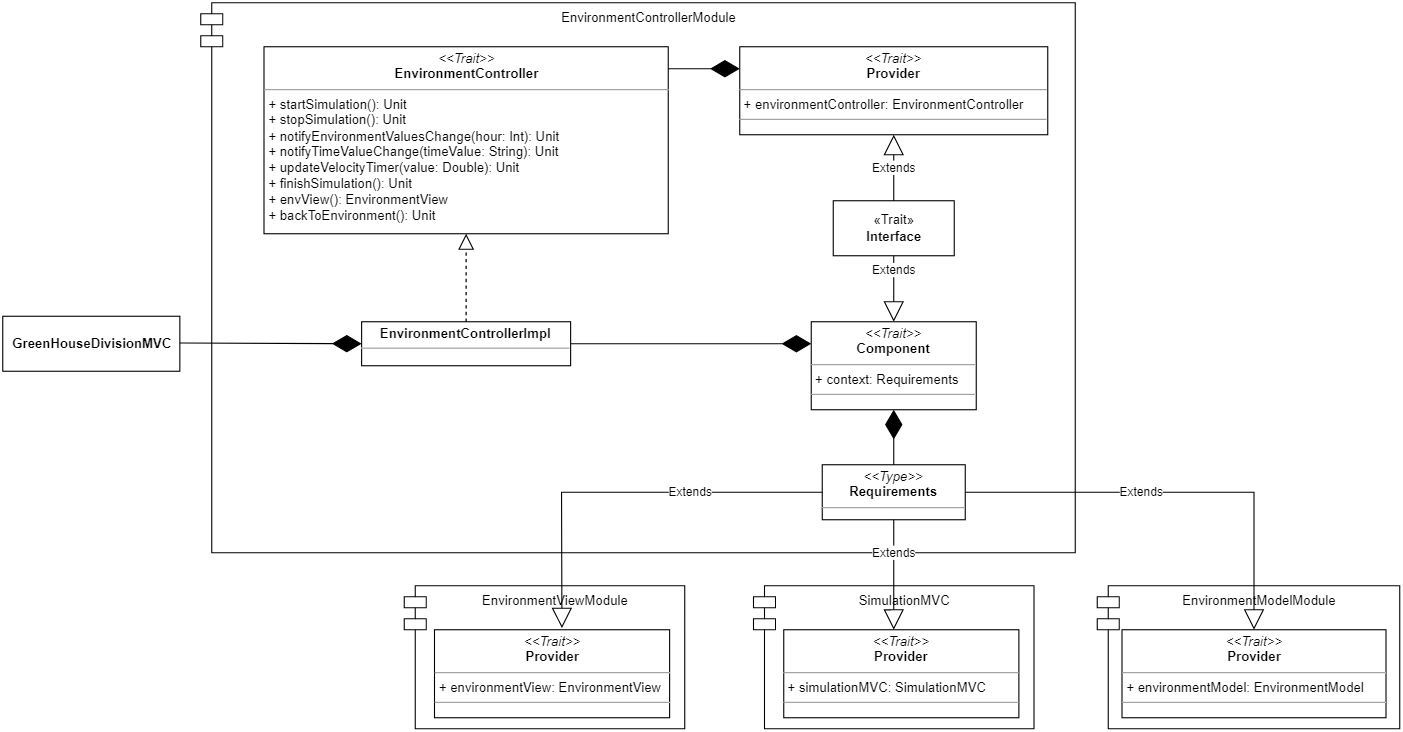 EnvironmentControllerModule
<<Trait>>
EnvironmentController
+ startSimulation(): Unit
+ stopSimulation(): Unit
+ notifyEnvironmentValuesChange(hour: Int): Unit
+ notifyTimeValueChange(timeValue: String): Unit
+ updateVelocityTimer(value: Double): Unit
+ finishSimulation(): Unit
+ envView(): EnvironmentView
+ backToEnvironment(): Unit
<<Trait>>
Provider
+ environmentController: EnvironmentController
Extends
«Trait»
Interface
Extends
GreenHouseDivisionMVC
EnvironmentControllerImpl
<<Trait>>
Component
+ context: Requirements
<<Type>>
Requirements
Extends
Extends
Extends
EnvironmentViewModule
<<Trait>>
Provider
+ environmentView: EnvironmentView
SimulationMVC
<<Trait>>
Provider
+ simulationMVC: SimulationMVC
EnvironmentModelModule
<<Trait>>
Provider
+ environmentModel: EnvironmentModel